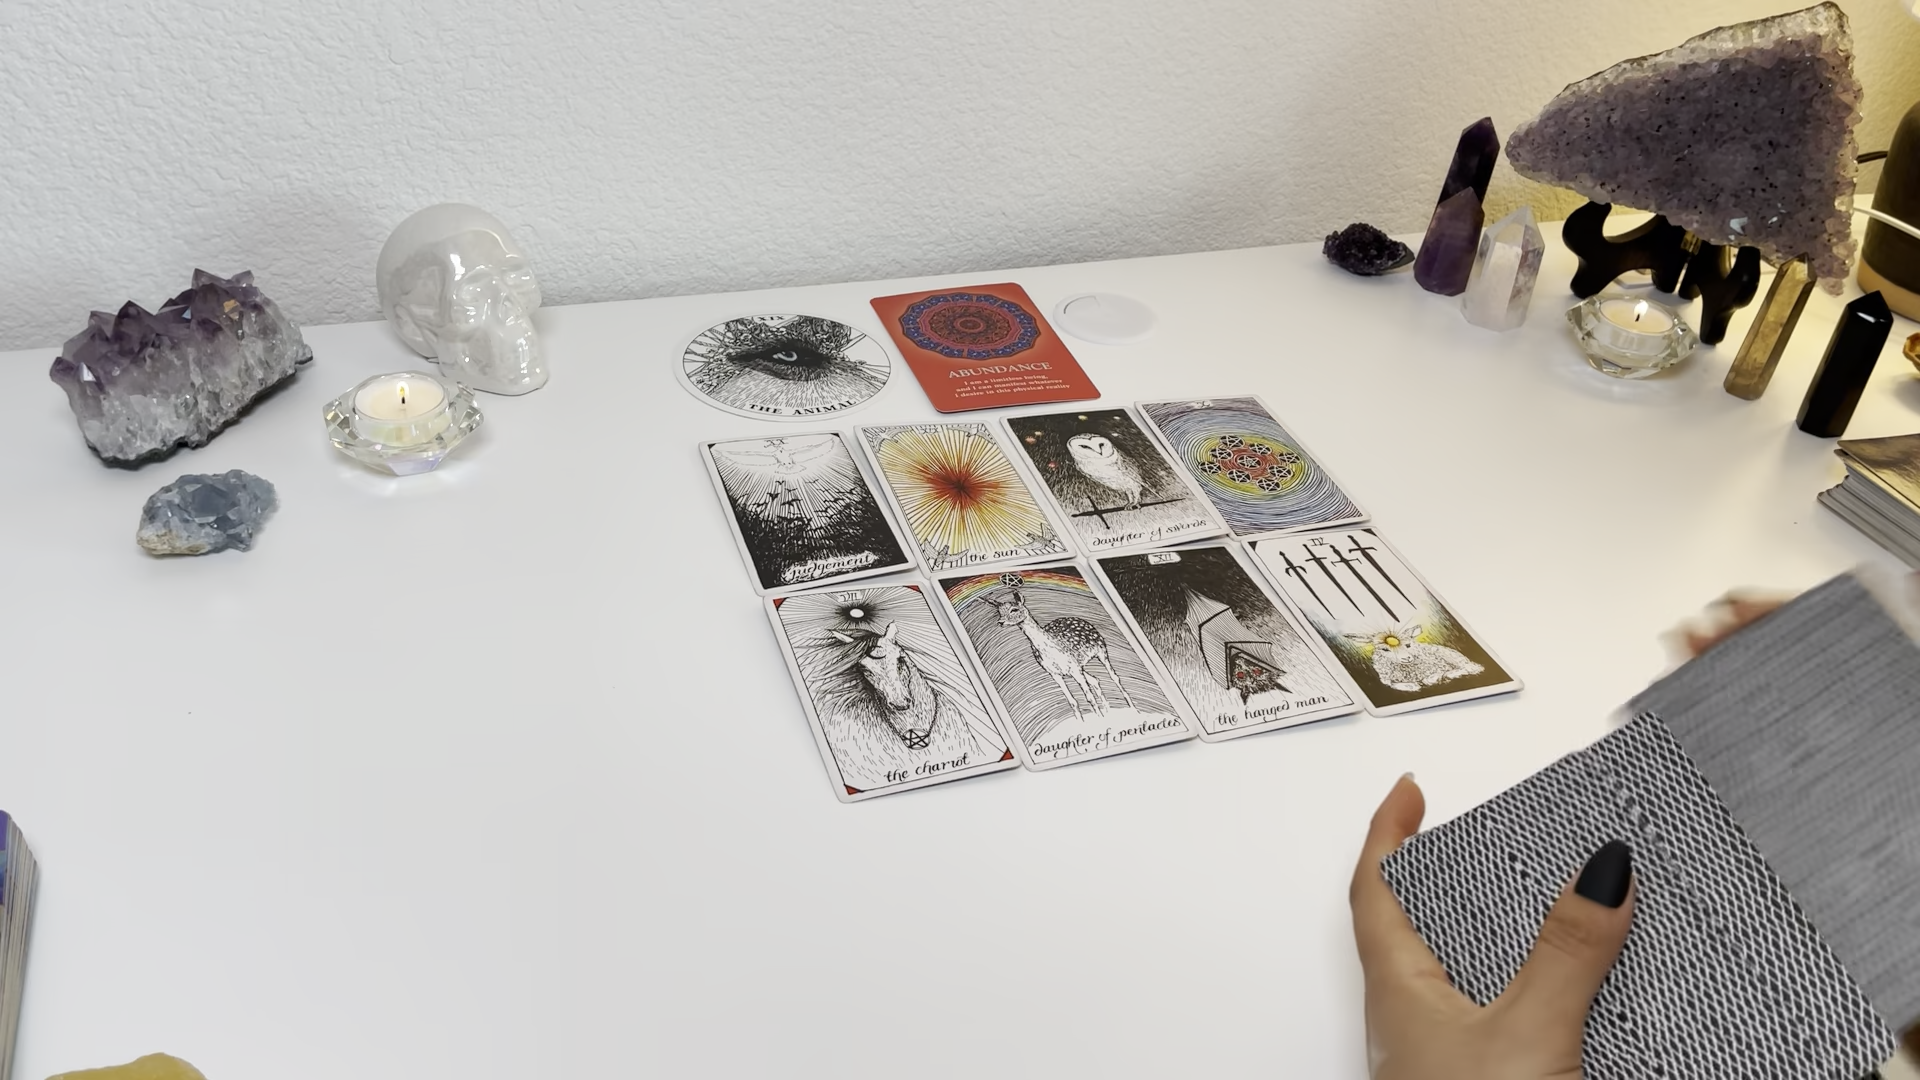 XIX
THE ANIMAL
ABUNDANCE
I am a limitless being,
and I can manifest whatever
i desire in this physical reality
XX
judgement
the sun
daughter of swords
VII
the chariot
daughter of pentacles
XII
the hanged man
IV